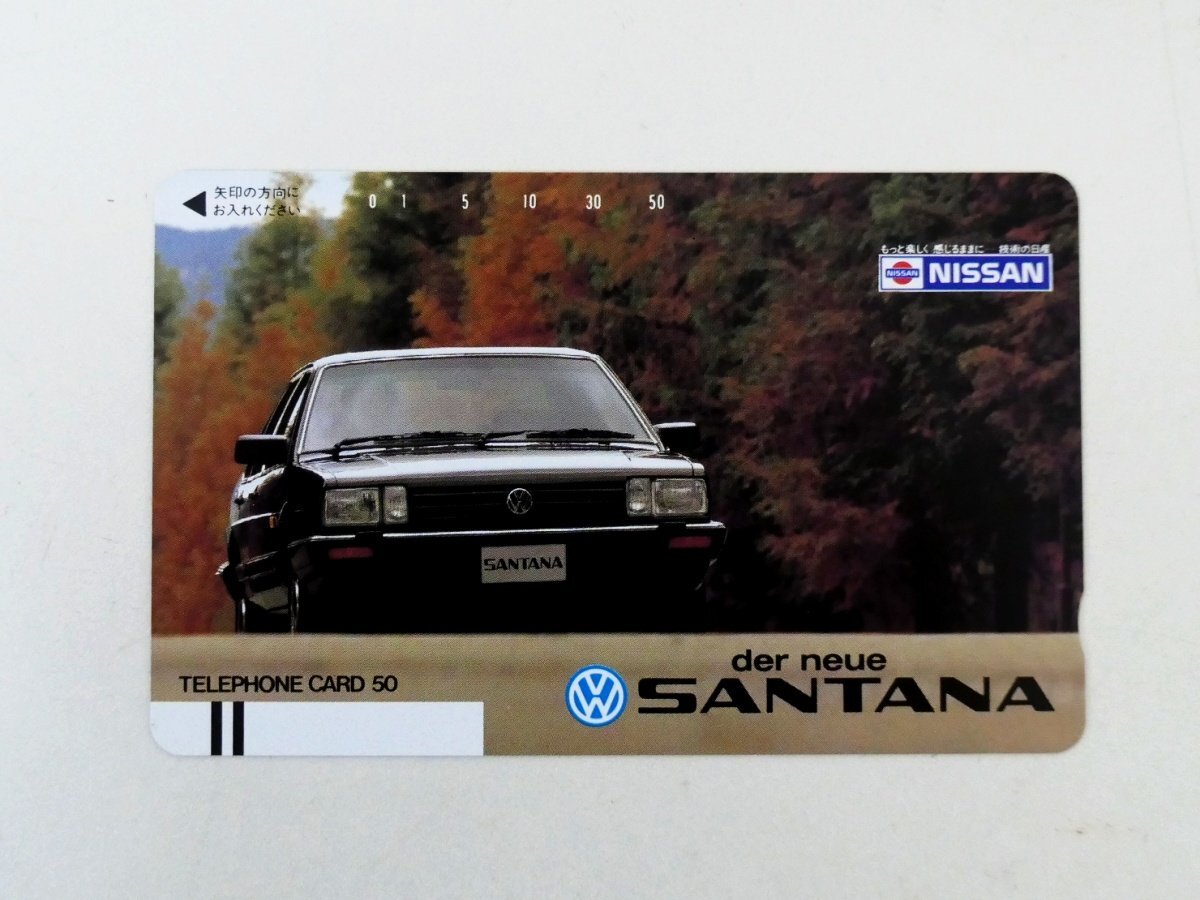 矢印の方向に
お入れください
0 1 5 10 30 50
もっと楽しく 感じるままに 技術の日産
NISSAN NISSAN
SANTANA
der neue
TELEPHONE CARD 50
SANTANA